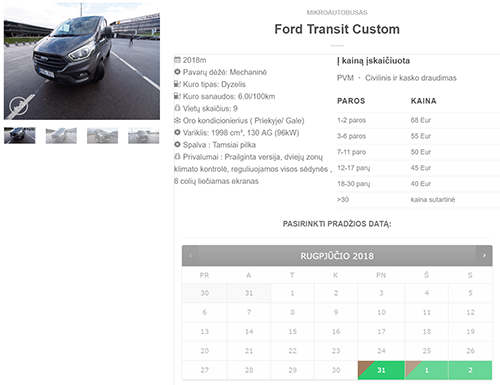 MIKROAUTOBUSAS
Ford Transit Custom
2018m
Pavarų dėžė: Mechaninė
Kuro tipas: Dyzelis
Kuro sanaudos: 6.0l/100km
Vietų skaičius: 9
Oro kondicionierius ( Priekyje/ Gale)
Variklis: 1998 cm³, 130 AG (96kW)
Spalva : Tamsiai pilka
Privalumai : Prailginta versija, dviejų zonų
klimato kontrolė, reguliuojamos visos sėdynės ,
8 colių liečiamas ekranas
Į kainą įskaičiuota
PVM · Civilinis ir kasko draudimas
PAROS KAINA
1-2 paros 68 Eur
3-6 paros 55 Eur
7-11 paro 50 Eur
12-17 parų 45 Eur
18-30 parų 40 Eur
>30 kaina sutartinė
PASIRINKTI PRADŽIOS DATĄ:
‹ RUGPJŪČIO 2018 ›
PR A T K PN Š S
30 31 1 2 3 4 5
6 7 8 9 10 11 12
13 14 15 16 17 18 19
20 21 22 23 24 25 26
27 28 29 30 31 1 2